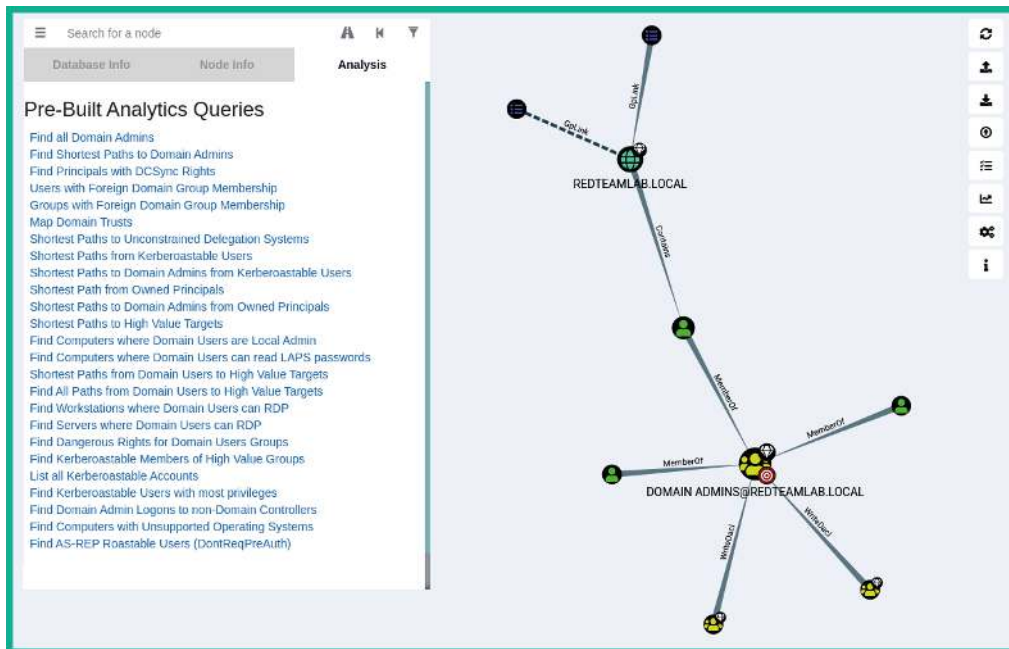 Search for a node
Database Info
Node Info
Analysis
Pre-Built Analytics Queries
Find all Domain Admins
Find Shortest Paths to Domain Admins
Find Principals with DCSync Rights
Users with Foreign Domain Group Membership
Groups with Foreign Domain Group Membership
Map Domain Trusts
Shortest Paths to Unconstrained Delegation Systems
Shortest Paths from Kerberoastable Users
Shortest Paths to Domain Admins from Kerberoastable Users
Shortest Path from Owned Principals
Shortest Paths to Domain Admins from Owned Principals
Shortest Paths to High Value Targets
Find Computers where Domain Users are Local Admin
Find Computers where Domain Users can read LAPS passwords
Shortest Paths from Domain Users to High Value Targets
Find All Paths from Domain Users to High Value Targets
Find Workstations where Domain Users can RDP
Find Servers where Domain Users can RDP
Find Dangerous Rights for Domain Users Groups
Find Kerberoastable Members of High Value Groups
List all Kerberoastable Accounts
Find Kerberoastable Users with most privileges
Find Domain Admin Logons to non-Domain Controllers
Find Computers with Unsupported Operating Systems
Find AS-REP Roastable Users (DontReqPreAuth)
GpLink
GpLink
REDTEAMLAB.LOCAL
Contains
MemberOf
MemberOf
MemberOf
DOMAIN ADMINS@REDTEAMLAB.LOCAL
WriteDacl
WriteDacl